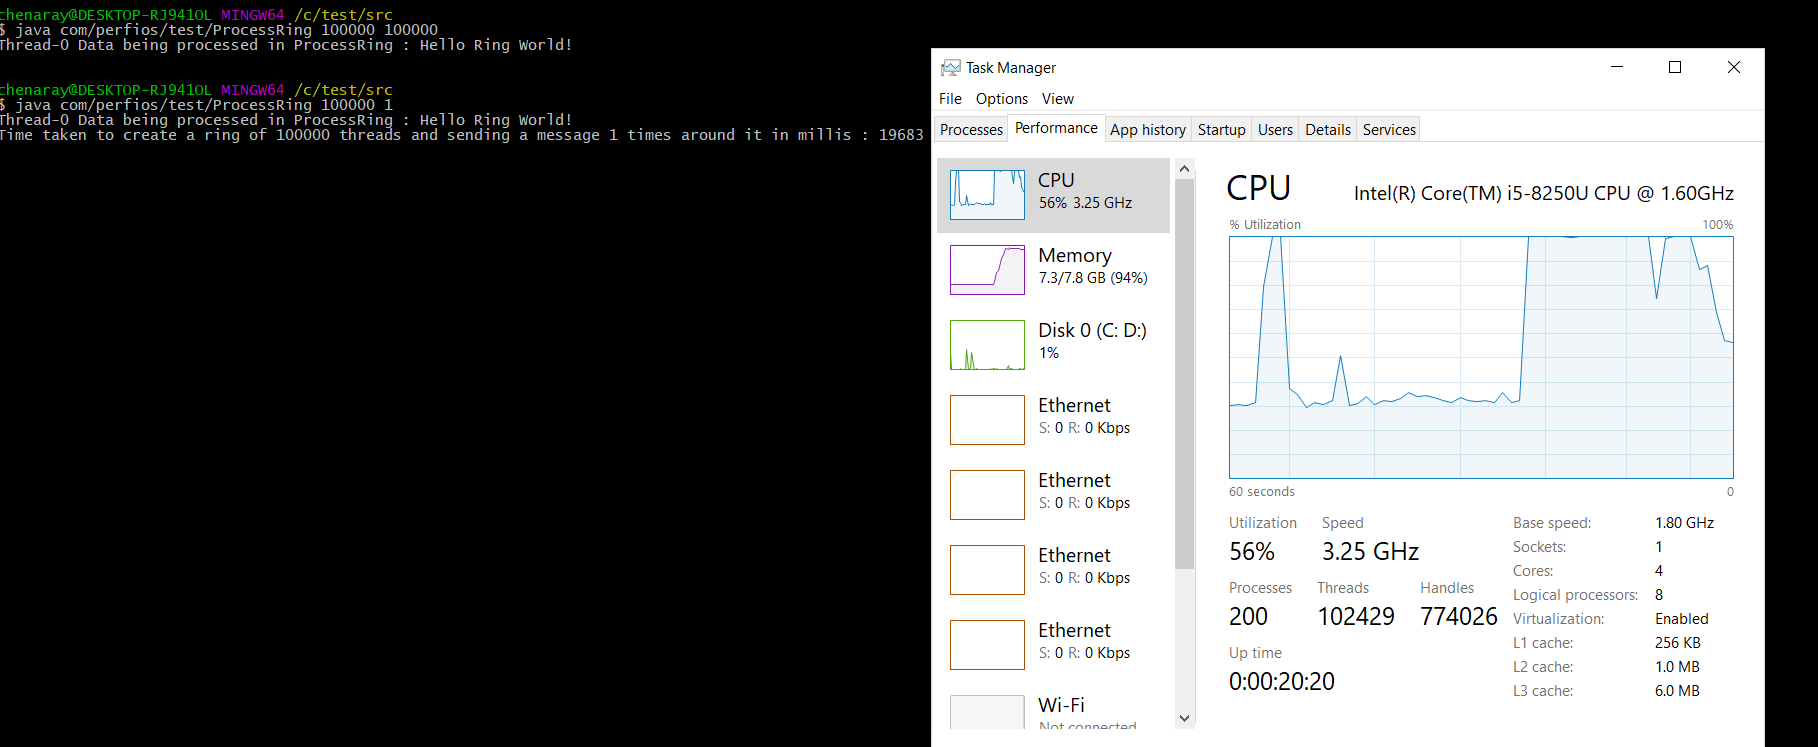 chenaray@DESKTOP-RJ941OL MINGW64 /c/test/src
$ java com/perfios/test/ProcessRing 100000 100000
Thread-0 Data being processed in ProcessRing : Hello Ring World!
chenaray@DESKTOP-RJ941OL MINGW64 /c/test/src
$ java com/perfios/test/ProcessRing 100000 1
Thread-0 Data being processed in ProcessRing : Hello Ring World!
Time taken to create a ring of 100000 threads and sending a message 1 times around it in millis : 19683
Task Manager
File Options View
Processes Performance App history Startup Users Details Services
CPU
56% 3.25 GHz
Memory
7.3/7.8 GB (94%)
Disk 0 (C: D:)
1%
Ethernet
S: 0 R: 0 Kbps
Ethernet
S: 0 R: 0 Kbps
Ethernet
S: 0 R: 0 Kbps
Ethernet
S: 0 R: 0 Kbps
Wi-Fi
Not connected
CPU Intel(R) Core(TM) i5-8250U CPU @ 1.60GHz
% Utilization 100%
60 seconds 0
Utilization Speed
56% 3.25 GHz
Processes Threads Handles
200 102429 774026
Up time
0:00:20:20
Base speed: 1.80 GHz
Sockets: 1
Cores: 4
Logical processors: 8
Virtualization: Enabled
L1 cache: 256 KB
L2 cache: 1.0 MB
L3 cache: 6.0 MB